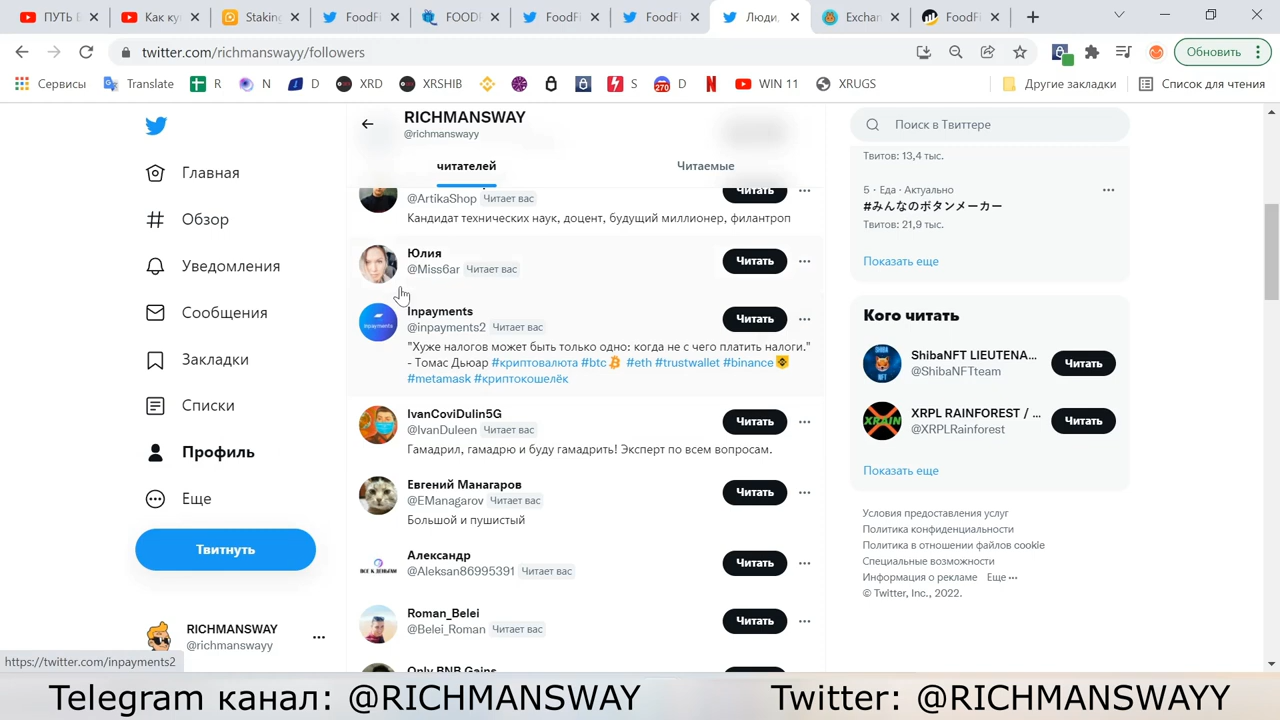 ПУТЬ Б
Как ку
Staking
FoodFi
FOODF
FoodFi
FoodFi
Люди,
Exchan
FoodFi
twitter.com/richmanswayy/followers
Обновить
Сервисы
Translate
R
N
D
XRD
XRSHIB
S
D
WIN 11
XRUGS
Другие закладки
Список для чтения
Главная
Обзор
Уведомления
Сообщения
Закладки
Списки
Профиль
Еще
Твитнуть
RICHMANSWAY
@richmanswayy
https://twitter.com/inpayments2
RICHMANSWAY
@richmanswayy
читателей
Читаемые
@ArtikaShop Читает вас
Читать
Кандидат технических наук, доцент, будущий миллионер, филантроп
Юлия
@Miss6ar Читает вас
Читать
Inpayments
@inpayments2 Читает вас
Читать
"Хуже налогов может быть только одно: когда не с чего платить налоги."
- Томас Дьюар #криптовалюта #btc #eth #trustwallet #binance
#metamask #криптокошелёк
IvanCoviDulin5G
@IvanDuleen Читает вас
Читать
Гамадрил, гамадрю и буду гамадрить! Эксперт по всем вопросам.
Евгений Манагаров
@EManagarov Читает вас
Читать
Большой и пушистый
Александр
@Aleksan86995391 Читает вас
Читать
Roman_Belei
@Belei_Roman Читает вас
Читать
Only BNB Gains
Поиск в Твиттере
Твитов: 13,4 тыс.
5 · Еда · Актуально
#みんなのボタンメーカー
Твитов: 21,9 тыс.
Показать еще
Кого читать
ShibaNFT LIEUTENA...
@ShibaNFTteam
Читать
XRPL RAINFOREST / ...
@XRPLRainforest
Читать
Показать еще
Условия предоставления услуг
Политика конфиденциальности
Политика в отношении файлов cookie
Специальные возможности
Информация о рекламе Еще ···
© Twitter, Inc., 2022.
Telegram канал: @RICHMANSWAY
Twitter: @RICHMANSWAYY